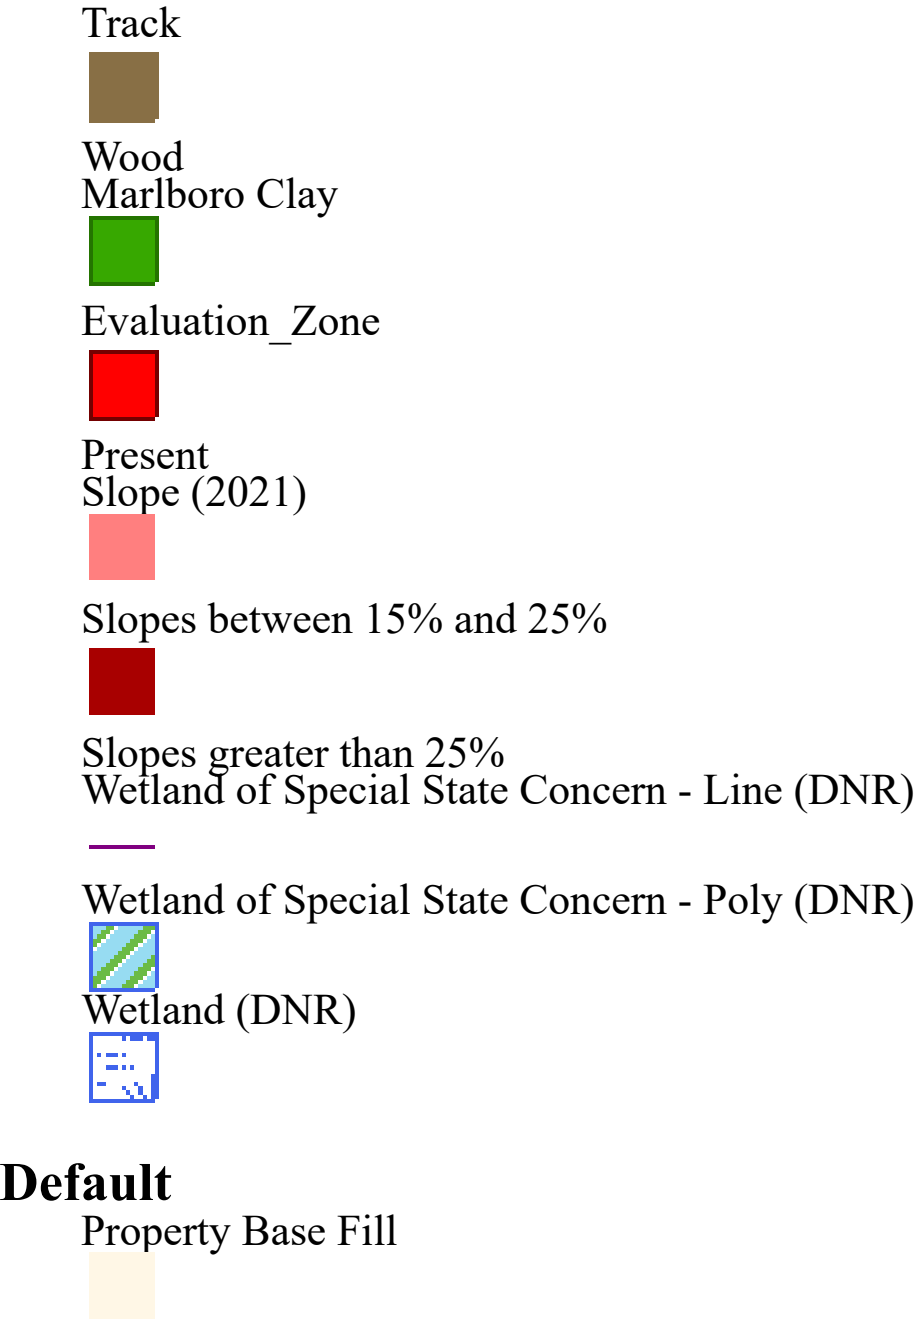 Track
Wood
Marlboro Clay
Evaluation_Zone
Present
Slope (2021)
Slopes between 15% and 25%
Slopes greater than 25%
Wetland of Special State Concern - Line (DNR)
Wetland of Special State Concern - Poly (DNR)
Wetland (DNR)
Default
Property Base Fill